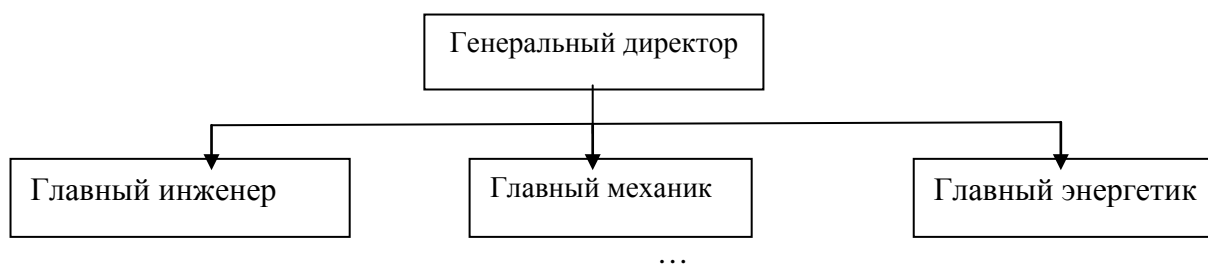 Генеральный директор
Главный инженер
Главный механик
Главный энергетик
…